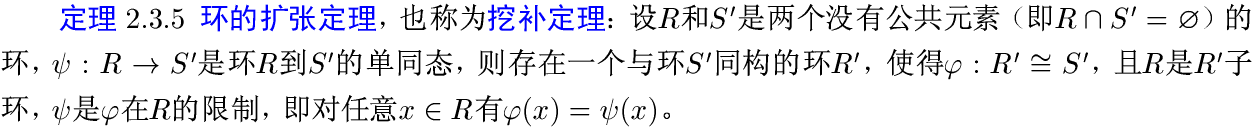 定理 2.3.5 环的扩张定理，也称为挖补定理：设R和S′是两个没有公共元素（即R ∩ S′ = ∅）的
环，ψ : R → S′是环R到S′的单同态，则存在一个与环S′同构的环R′，使得φ : R′ ≅ S′，且R是R′子
环，ψ是φ在R的限制，即对任意x ∈ R有φ(x) = ψ(x)。